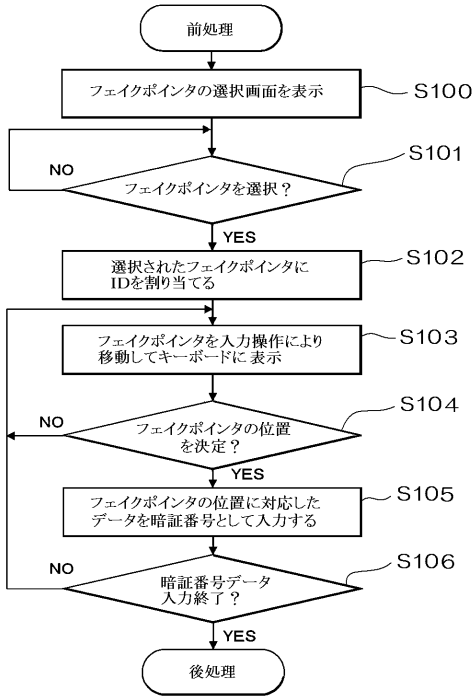 前処理
フェイクポインタの選択画面を表示
S100
S101
NO
フェイクポインタを選択？
YES
選択されたフェイクポインタに
IDを割り当てる
S102
フェイクポインタを入力操作により
移動してキーボードに表示
S103
S104
NO
フェイクポインタの位置
を決定？
YES
フェイクポインタの位置に対応した
データを暗証番号として入力する
S105
NO
暗証番号データ
入力終了？
S106
YES
後処理